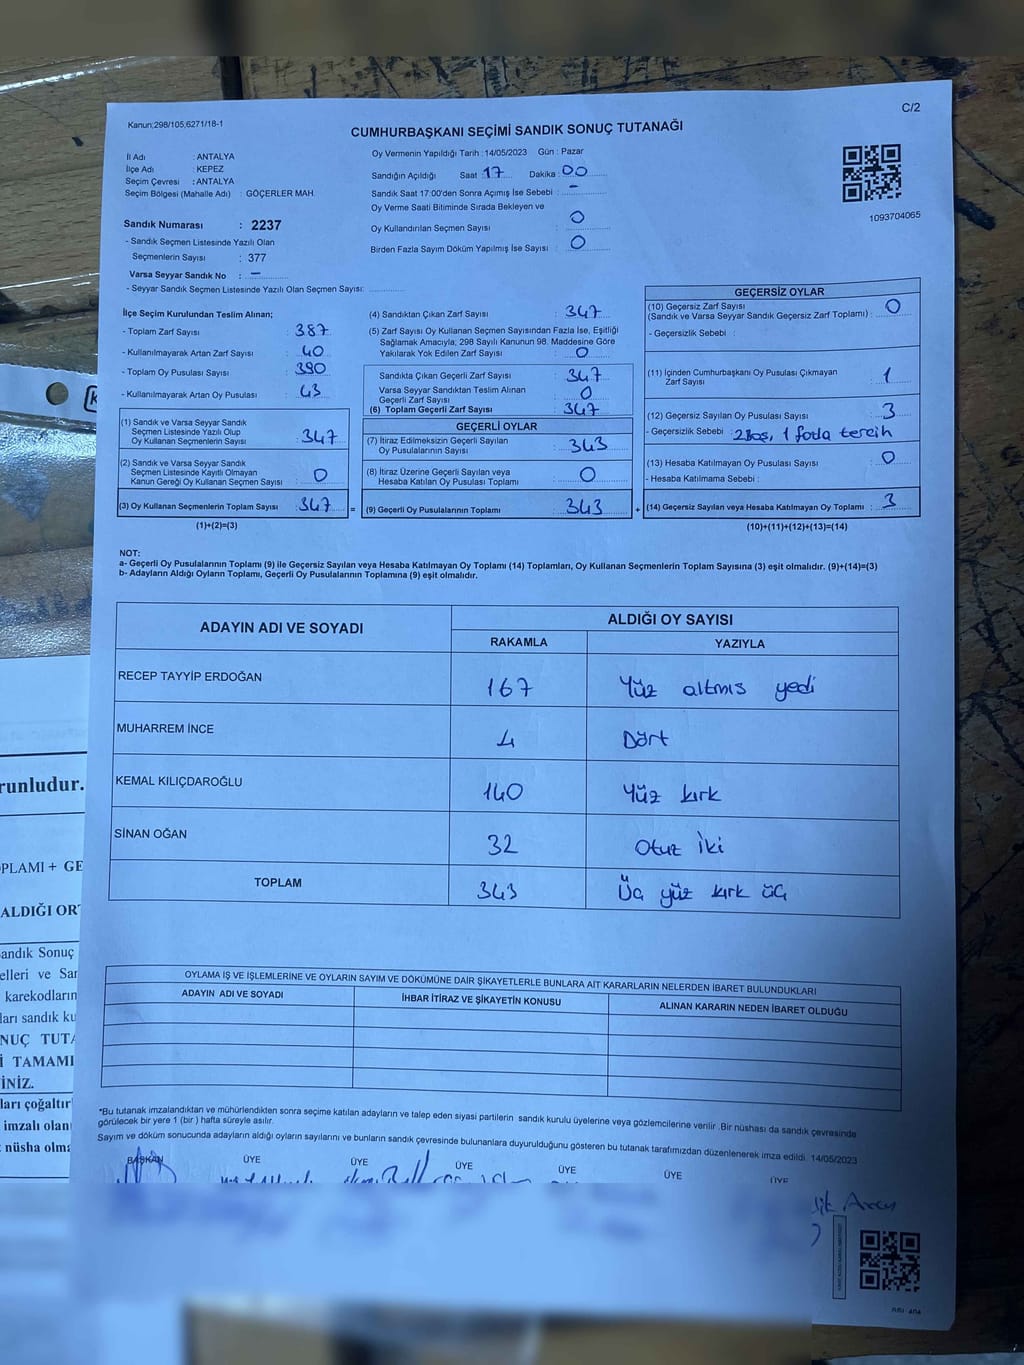 C/2
Kanun;298/105;6271/18-1
CUMHURBAŞKANI SEÇİMİ SANDIK SONUÇ TUTANAĞI
İl Adı : ANTALYA
İlçe Adı : KEPEZ
Seçim Çevresi : ANTALYA
Seçim Bölgesi (Mahalle Adı) : GÖÇERLER MAH.
Oy Vermenin Yapıldığı Tarih :14/05/2023 Gün : Pazar
Sandığın Açıldığı Saat 17 Dakika : 00
Sandık Saat 17:00'den Sonra Açımış İse Sebebi : -
Oy Verme Saati Bitiminde Sırada Bekleyen ve
Oy Kullandırılan Seçmen Sayısı : 0
Birden Fazla Sayım Döküm Yapılmış İse Sayısı : 0
1093704065
Sandık Numarası : 2237
- Sandık Seçmen Listesinde Yazılı Olan
Seçmenlerin Sayısı : 377
Varsa Seyyar Sandık No : -
- Seyyar Sandık Seçmen Listesinde Yazılı Olan Seçmen Sayısı:
İlçe Seçim Kurulundan Teslim Alınan;
- Toplam Zarf Sayısı : 387
- Kullanılmayarak Artan Zarf Sayısı : 40
- Toplam Oy Pusulası Sayısı : 390
- Kullanılmayarak Artan Oy Pusulası : 43
(1) Sandık ve Varsa Seyyar Sandık
Seçmen Listesinde Yazılı Olup
Oy Kullanan Seçmenlerin Sayısı : 347
(2) Sandık ve Varsa Seyyar Sandık
Seçmen Listesinde Kayıtlı Olmayan
Kanun Gereği Oy Kullanan Seçmen Sayısı : 0
(3) Oy Kullanan Seçmenlerin Toplam Sayısı : 347 =
(1)+(2)=(3)
(4) Sandıktan Çıkan Zarf Sayısı : 347
(5) Zarf Sayısı Oy Kullanan Seçmen Sayısından Fazla İse, Eşitliği
Sağlamak Amacıyla; 298 Sayılı Kanunun 98. Maddesine Göre
Yakılarak Yok Edilen Zarf Sayısı : 0
Sandıkta Çıkan Geçerli Zarf Sayısı : 347
Varsa Seyyar Sandıktan Teslim Alınan
Geçerli Zarf Sayısı : 0
(6) Toplam Geçerli Zarf Sayısı : 347
GEÇERLİ OYLAR
(7) İtiraz Edilmeksizin Geçerli Sayılan
Oy Pusulalarının Sayısı : 343
(8) İtiraz Üzerine Geçerli Sayılan veya
Hesaba Katılan Oy Pusulası Toplamı : 0
(9) Geçerli Oy Pusulalarının Toplamı : 343 +
GEÇERSİZ OYLAR
(10) Geçersiz Zarf Sayısı
(Sandık ve Varsa Seyyar Sandık Geçersiz Zarf Toplamı) : 0
- Geçersizlik Sebebi :
(11) İçinden Cumhurbaşkanı Oy Pusulası Çıkmayan
Zarf Sayısı : 1
(12) Geçersiz Sayılan Oy Pusulası Sayısı : 3
- Geçersizlik Sebebi : 2 Boş, 1 foda tercih
(13) Hesaba Katılmayan Oy Pusulası Sayısı : 0
- Hesaba Katılmama Sebebi :
(14) Geçersiz Sayılan veya Hesaba Katılmayan Oy Toplamı : 3
(10)+(11)+(12)+(13)=(14)
NOT:
a- Geçerli Oy Pusulalarının Toplamı (9) ile Geçersiz Sayılan veya Hesaba Katılmayan Oy Toplamı (14) Toplamları, Oy Kullanan Seçmenlerin Toplam Sayısına (3) eşit olmalıdır. (9)+(14)=(3)
b- Adayların Aldığı Oyların Toplamı, Geçerli Oy Pusulalarının Toplamına (9) eşit olmalıdır.
ADAYIN ADI VE SOYADI ALDIĞI OY SAYISI
RAKAMLA YAZIYLA
RECEP TAYYİP ERDOĞAN 167 Yüz altmıs yedi
MUHARREM İNCE 4 Dört
KEMAL KILIÇDAROĞLU 140 Yüz kırk
SİNAN OĞAN 32 Otuz İki
TOPLAM 343 Üç yüz kırk üç
OYLAMA İŞ VE İŞLEMLERİNE VE OYLARIN SAYIM VE DÖKÜMÜNE DAİR ŞİKAYETLERLE BUNLARA AİT KARARLARIN NELERDEN İBARET BULUNDUKLARI
ADAYIN ADI VE SOYADI İHBAR İTİRAZ VE ŞİKAYETİN KONUSU ALINAN KARARIN NEDEN İBARET OLDUĞU
*Bu tutanak imzalandıktan ve mühürlendikten sonra seçime katılan adayların ve talep eden siyasi partilerin sandık kurulu üyelerine veya gözlemcilerine verilir .Bir nüshası da sandık çevresinde
görülecek bir yere 1 (bir ) hafta süreyle asılır.
Sayım ve döküm sonucunda adayların aldığı oyların sayılarını ve bunların sandık çevresinde bulunanlara duyurulduğunu gösteren bu tutanak tarafımızdan düzenlenerek imza edildi. 14/05/2023
BAŞKAN ÜYE ÜYE ÜYE ÜYE ÜYE ÜYE
runludur.
OPLAMI + GE
ALDIĞI OR
andık Sonuç
elleri ve Sa
karekodların
ları sandık ku
NUÇ TUTA
İ TAMAMI
İNİZ.
ları çoğaltır
imzalı olan
nüsha olma